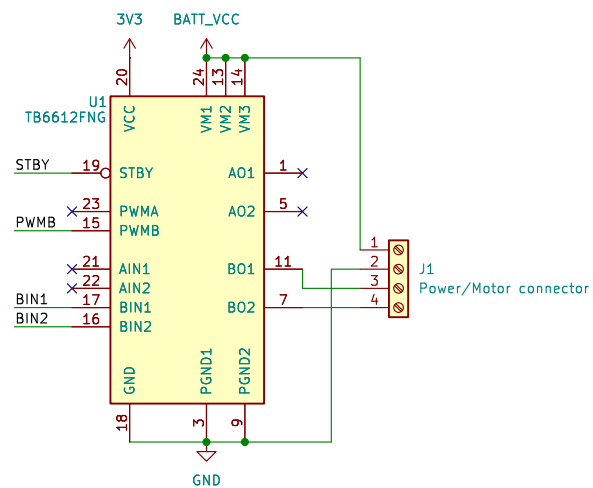 3V3
BATT_VCC
20
24
13
14
U1
TB6612FNG
VCC
VM1
VM2
VM3
STBY
19
STBY
AO1
1
23
PWMA
AO2
5
PWMB
15
PWMB
1
21
AIN1
BO1
11
2
J1
22
AIN2
3
Power/Motor connector
BIN1
17
BIN1
BO2
7
4
BIN2
16
BIN2
GND
PGND1
PGND2
18
3
9
GND